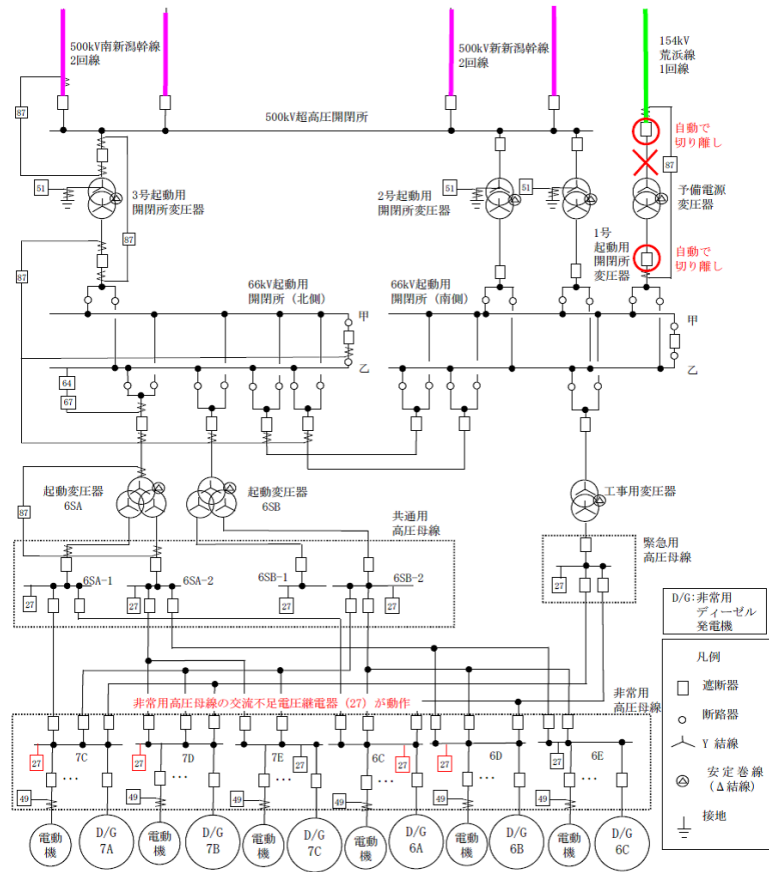 500kV南新潟幹線
2回線
500kV新新潟幹線
2回線
154kV
荒浜線
1回線
87
500kV超高圧開閉所
自動で
切り離し
87
51
3号起動用
開閉所変圧器
51
2号起動用
開閉所変圧器
51
予備電源
変圧器
87
1号
起動用
開閉所
変圧器
自動で
切り離し
87
66kV起動用
開閉所（北側）
66kV起動用
開閉所（南側）
甲
甲
乙
乙
64
67
起動変圧器
6SA
起動変圧器
6SB
工事用変圧器
87
共通用
高圧母線
緊急用
高圧母線
6SA-1
6SA-2
6SB-1
6SB-2
27
27
27
27
27
D/G:非常用
ディーゼル
発電機
凡例
遮断器
断路器
Y 結線
安定巻線
(Δ結線)
接地
非常用高圧母線の交流不足電圧継電器（27）が動作
非常用
高圧母線
7C
7D
7E
6C
6D
6E
27
27
27
27
27
27
…
…
…
…
…
…
49
49
49
49
49
49
電動
機
D/G
7A
電動
機
D/G
7B
電動
機
D/G
7C
電動
機
D/G
6A
電動
機
D/G
6B
電動
機
D/G
6C